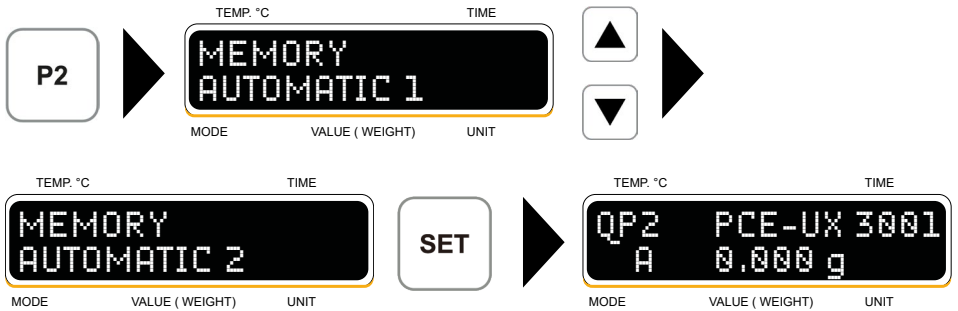 TEMP. °C TIME
P2
MEMORY
AUTOMATIC 1
MODE VALUE ( WEIGHT) UNIT
TEMP. °C TIME
MEMORY
AUTOMATIC 2
MODE VALUE ( WEIGHT) UNIT
SET
TEMP. °C TIME
QP2 PCE-UX 3001
A 0.000 g
MODE VALUE ( WEIGHT) UNIT